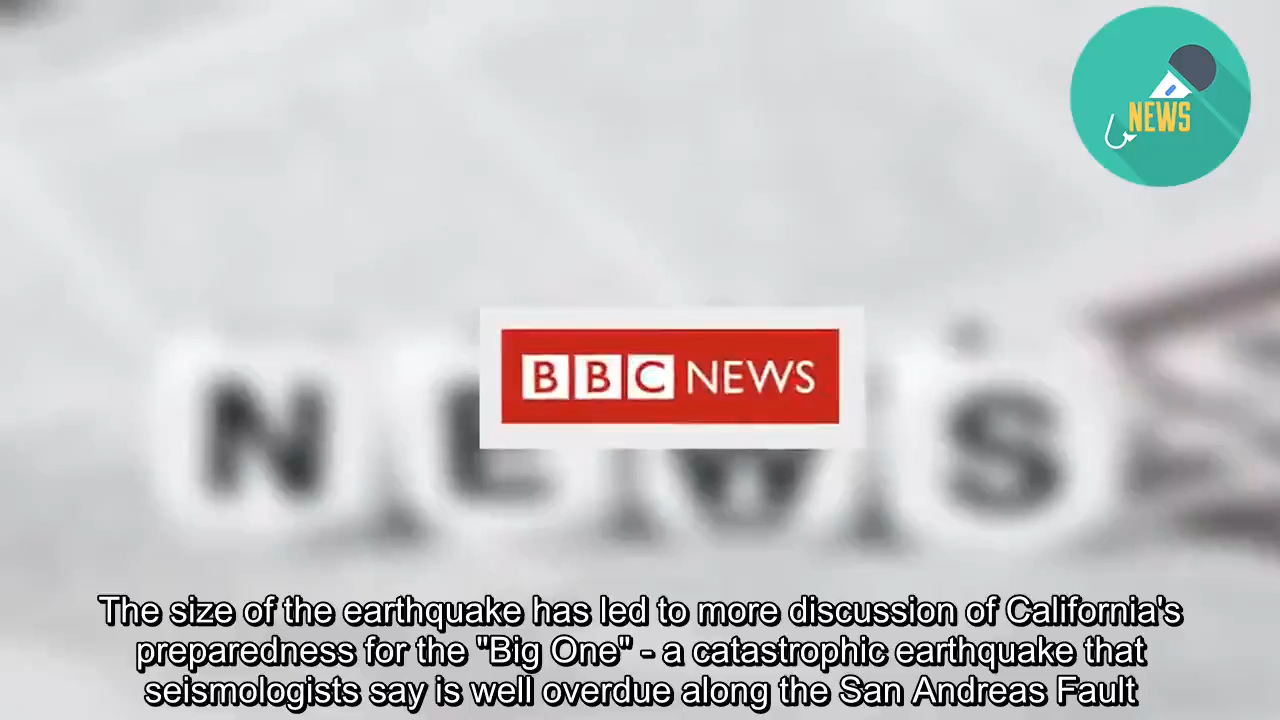 NEWS
NEWS
BBC NEWS
The size of the earthquake has led to more discussion of California's
preparedness for the "Big One" - a catastrophic earthquake that
seismologists say is well overdue along the San Andreas Fault